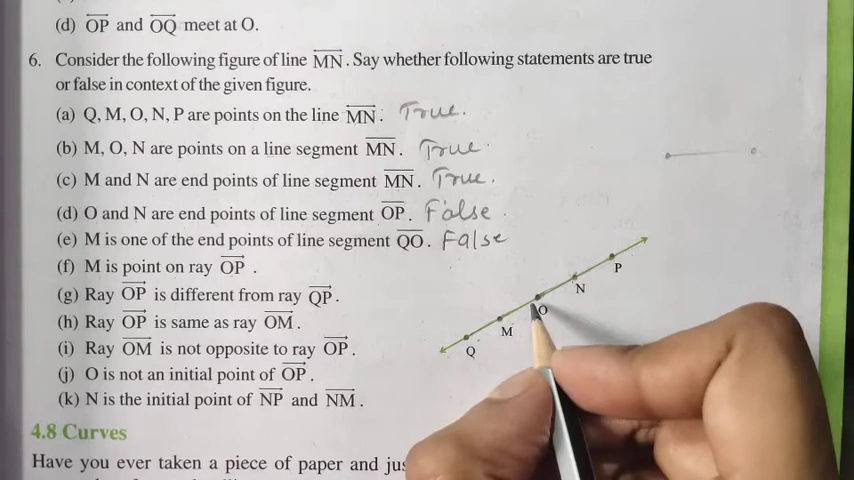 (d) OP and OQ meet at O.
6. Consider the following figure of line MN. Say whether following statements are true
or false in context of the given figure.
(a) Q, M, O, N, P are points on the line MN. True.
(b) M, O, N are points on a line segment MN. True.
(c) M and N are end points of line segment MN. True.
(d) O and N are end points of line segment OP. False.
(e) M is one of the end points of line segment QO. False
(f) M is point on ray OP.
(g) Ray OP is different from ray QP.
(h) Ray OP is same as ray OM.
(i) Ray OM is not opposite to ray OP.
(j) O is not an initial point of OP.
(k) N is the initial point of NP and NM.
P
N
O
M
Q
4.8 Curves
Have you ever taken a piece of paper and